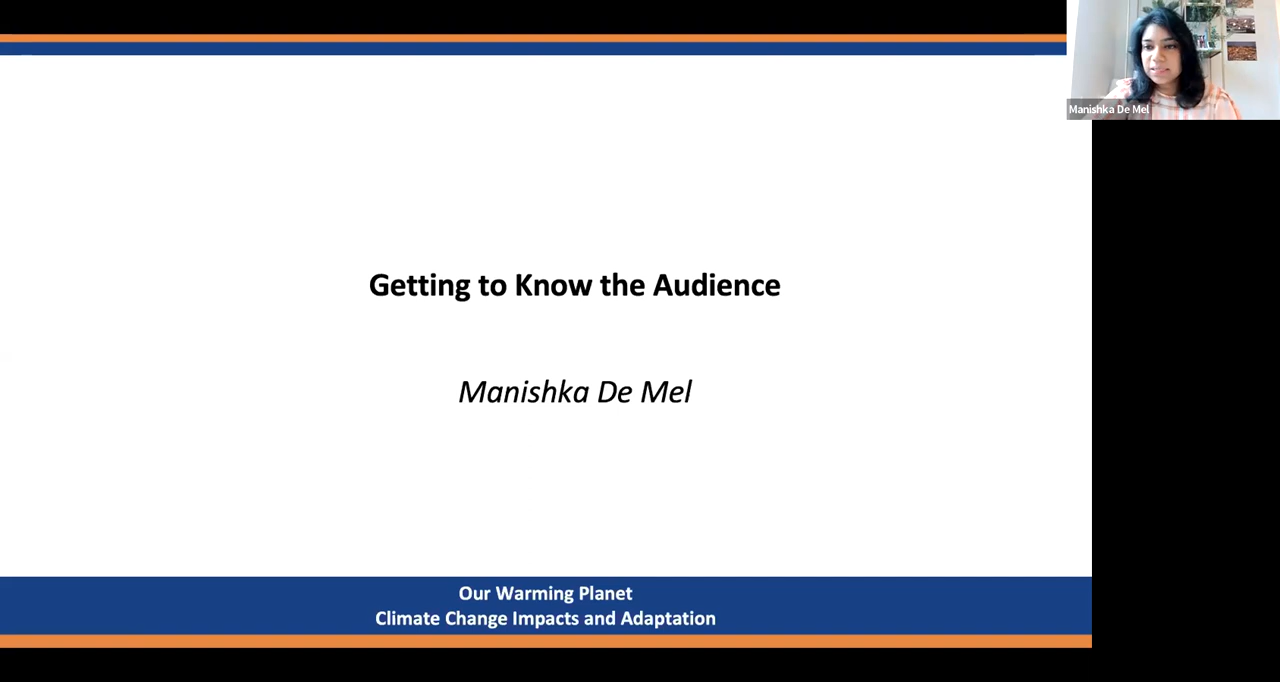 Manishka De Mel
Getting to Know the Audience
Manishka De Mel
Our Warming Planet
Climate Change Impacts and Adaptation